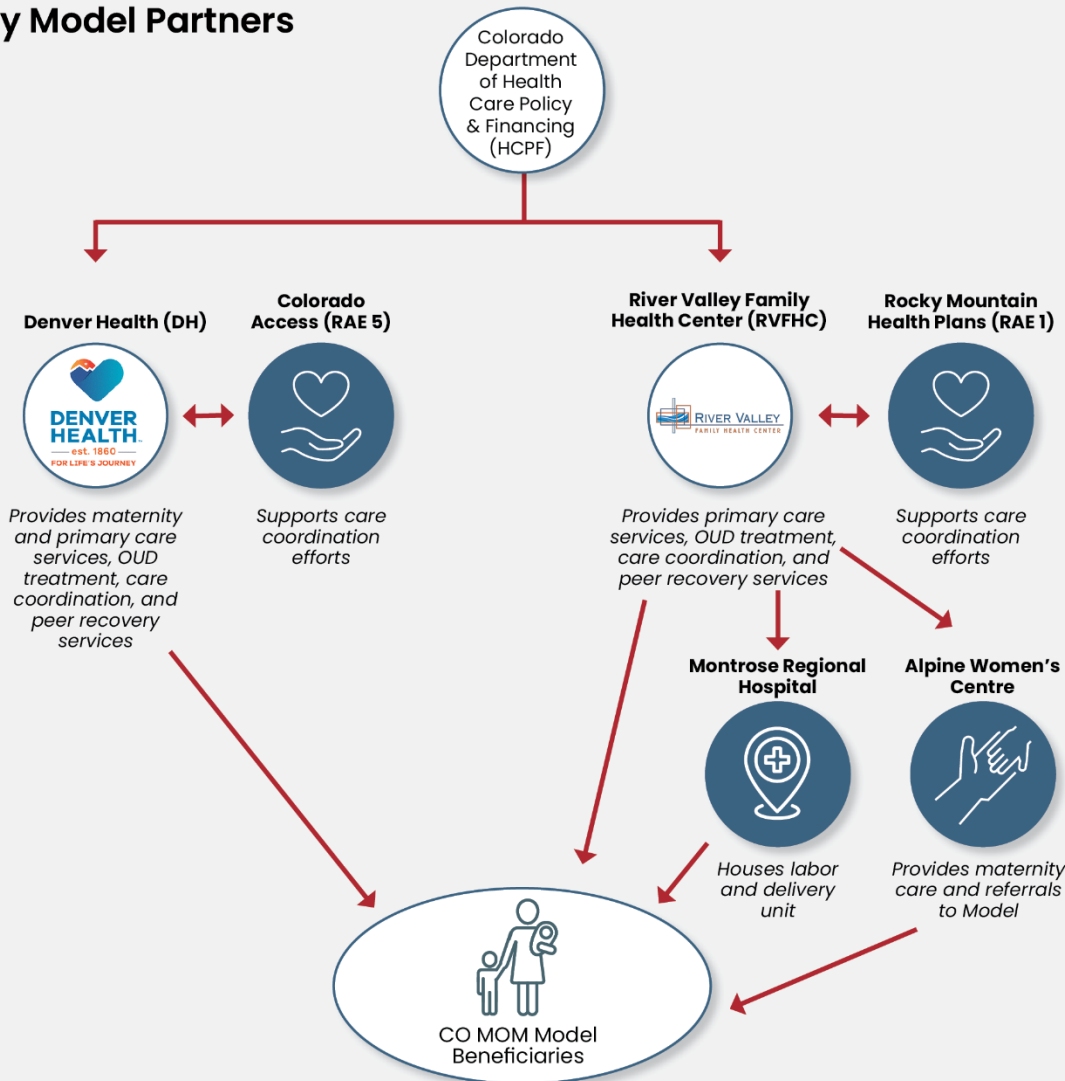 y Model Partners
Colorado
Department
of Health
Care Policy
& Financing
(HCPF)
Denver Health (DH)
Colorado
Access (RAE 5)
River Valley Family
Health Center (RVFHC)
Rocky Mountain
Health Plans (RAE 1)
DENVER
HEALTH™
est. 1860
FOR LIFE'S JOURNEY
RIVER VALLEY
FAMILY HEALTH CENTER
Provides maternity
and primary care
services, OUD
treatment, care
coordination, and
peer recovery
services
Supports care
coordination
efforts
Provides primary care
services, OUD treatment,
care coordination, and
peer recovery services
Supports care
coordination
efforts
Montrose Regional
Hospital
Alpine Women's
Centre
Houses labor
and delivery
unit
Provides maternity
care and referrals
to Model
CO MOM Model
Beneficiaries